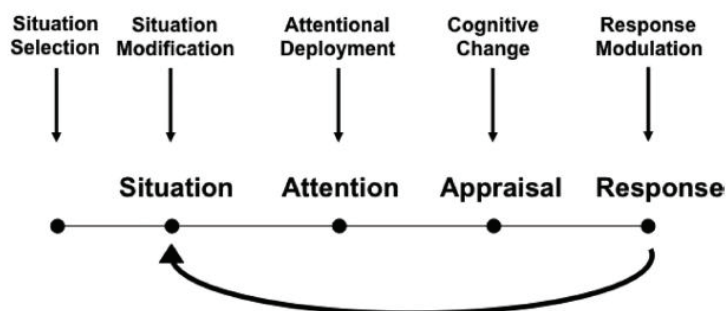 Situation Selection
Situation Modification
Attentional Deployment
Cognitive Change
Response Modulation
Situation
Attention
Appraisal
Response